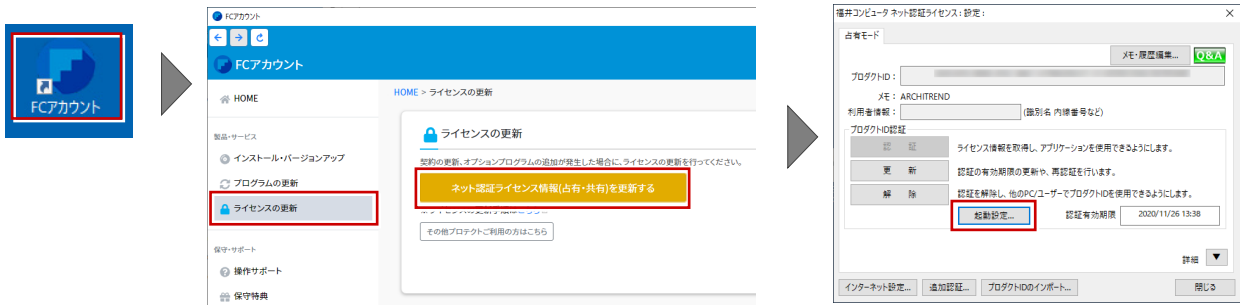 FCアカウント
FCアカウント
FCアカウント
HOME
製品・サービス
インストール・バージョンアップ
プログラムの更新
ライセンスの更新
保守・サポート
操作サポート
保守特典
HOME > ライセンスの更新
ライセンスの更新
契約の更新、オプションプログラムの追加が発生した場合に、ライセンスの更新を行ってください。
ネット認証ライセンス情報(占有・共有)を更新する
その他プロテクトご利用の方はこちら
福井コンピュータ ネット認証ライセンス : 設定 :
占有モード
メモ・履歴編集... Q&A
プロダクトID :
メモ : ARCHITREND
利用者情報 : (識別名 内線番号など)
プロダクトID認証
認 証 ライセンス情報を取得し、アプリケーションを使用できるようにします。
更 新 認証の有効期限の更新や、再認証を行います。
解 除 認証を解除し、他のPC/ユーザーでプロダクトIDを使用できるようにします。
起動設定... 認証有効期限 2020/11/26 13:38
詳細 ▼
インターネット設定... 追加認証... プロダクトIDのインポート... 閉じる